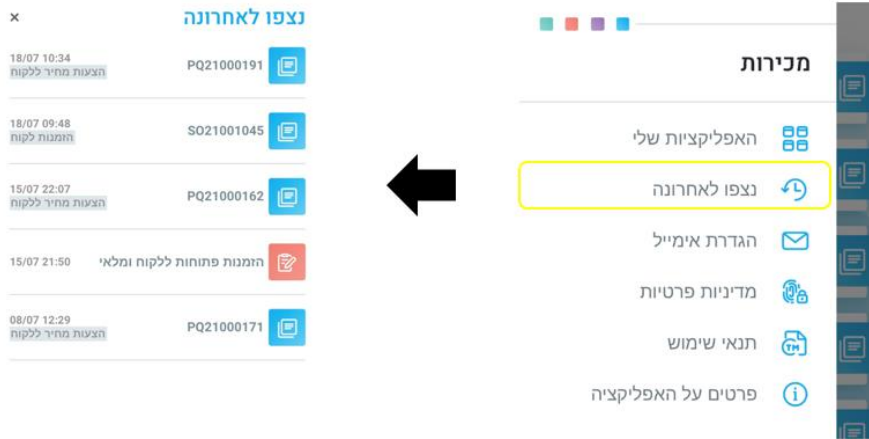 מכירות
האפליקציות שלי
נצפו לאחרונה
הגדרת אימייל
מדיניות פרטיות
TM
תנאי שימוש
פרטים על האפליקציה
נצפו לאחרונה ×
PQ21000191 18/07 10:34
הצעות מחיר ללקוח
SO21001045 18/07 09:48
הזמנות לקוח
PQ21000162 15/07 22:07
הצעות מחיר ללקוח
הזמנות פתוחות ללקוח ומלאי 15/07 21:50
PQ21000171 08/07 12:29
הצעות מחיר ללקוח